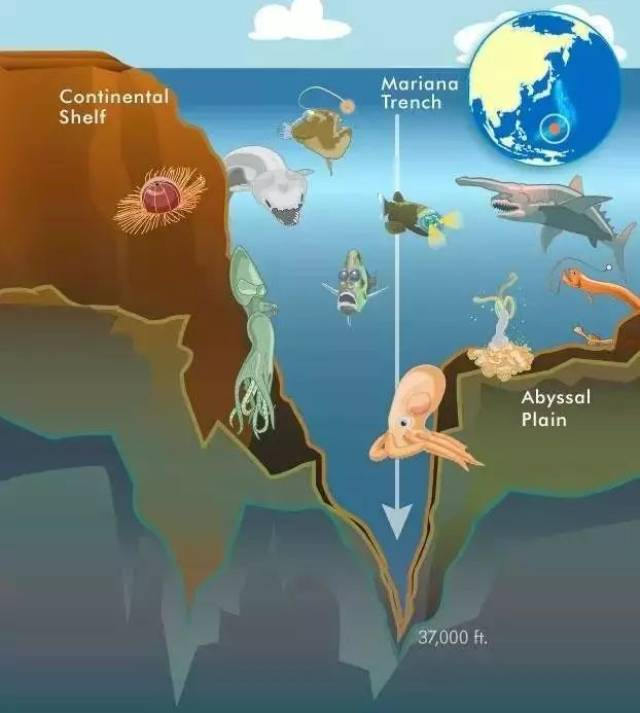 Continental
Shelf
Mariana
Trench
Abyssal
Plain
37,000 ft.